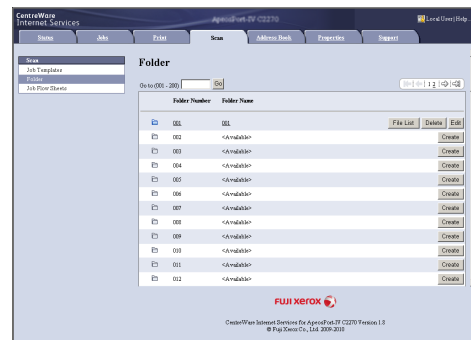 CentreWare
Internet Services
ApeosPort-IV C2270
Local User | Help
Status Jobs Print Scan Address Book Properties Support
Scan
Job Templates
Folder
Job Flow Sheets
Folder
Go to (001 - 200) Go
1 2
Folder Number Folder Name
001 001 File List Delete Edit
002 <Available> Create
003 <Available> Create
004 <Available> Create
005 <Available> Create
006 <Available> Create
007 <Available> Create
008 <Available> Create
009 <Available> Create
010 <Available> Create
011 <Available> Create
012 <Available> Create
FUJI XEROX
CentreWare Internet Services for ApeosPort-IV C2270 Version 1.8
© Fuji Xerox Co., Ltd. 2009-2010